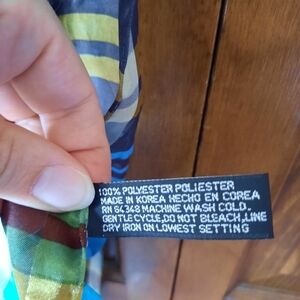 100% POLYESTER POLIESTER
MADE IN KOREA HECHO EN COREA
RN 64348 MACHINE WASH COLD.
GENTLE CYCLE,DO NOT BLEACH,LINE
DRY IRON ON LOWEST SETTING